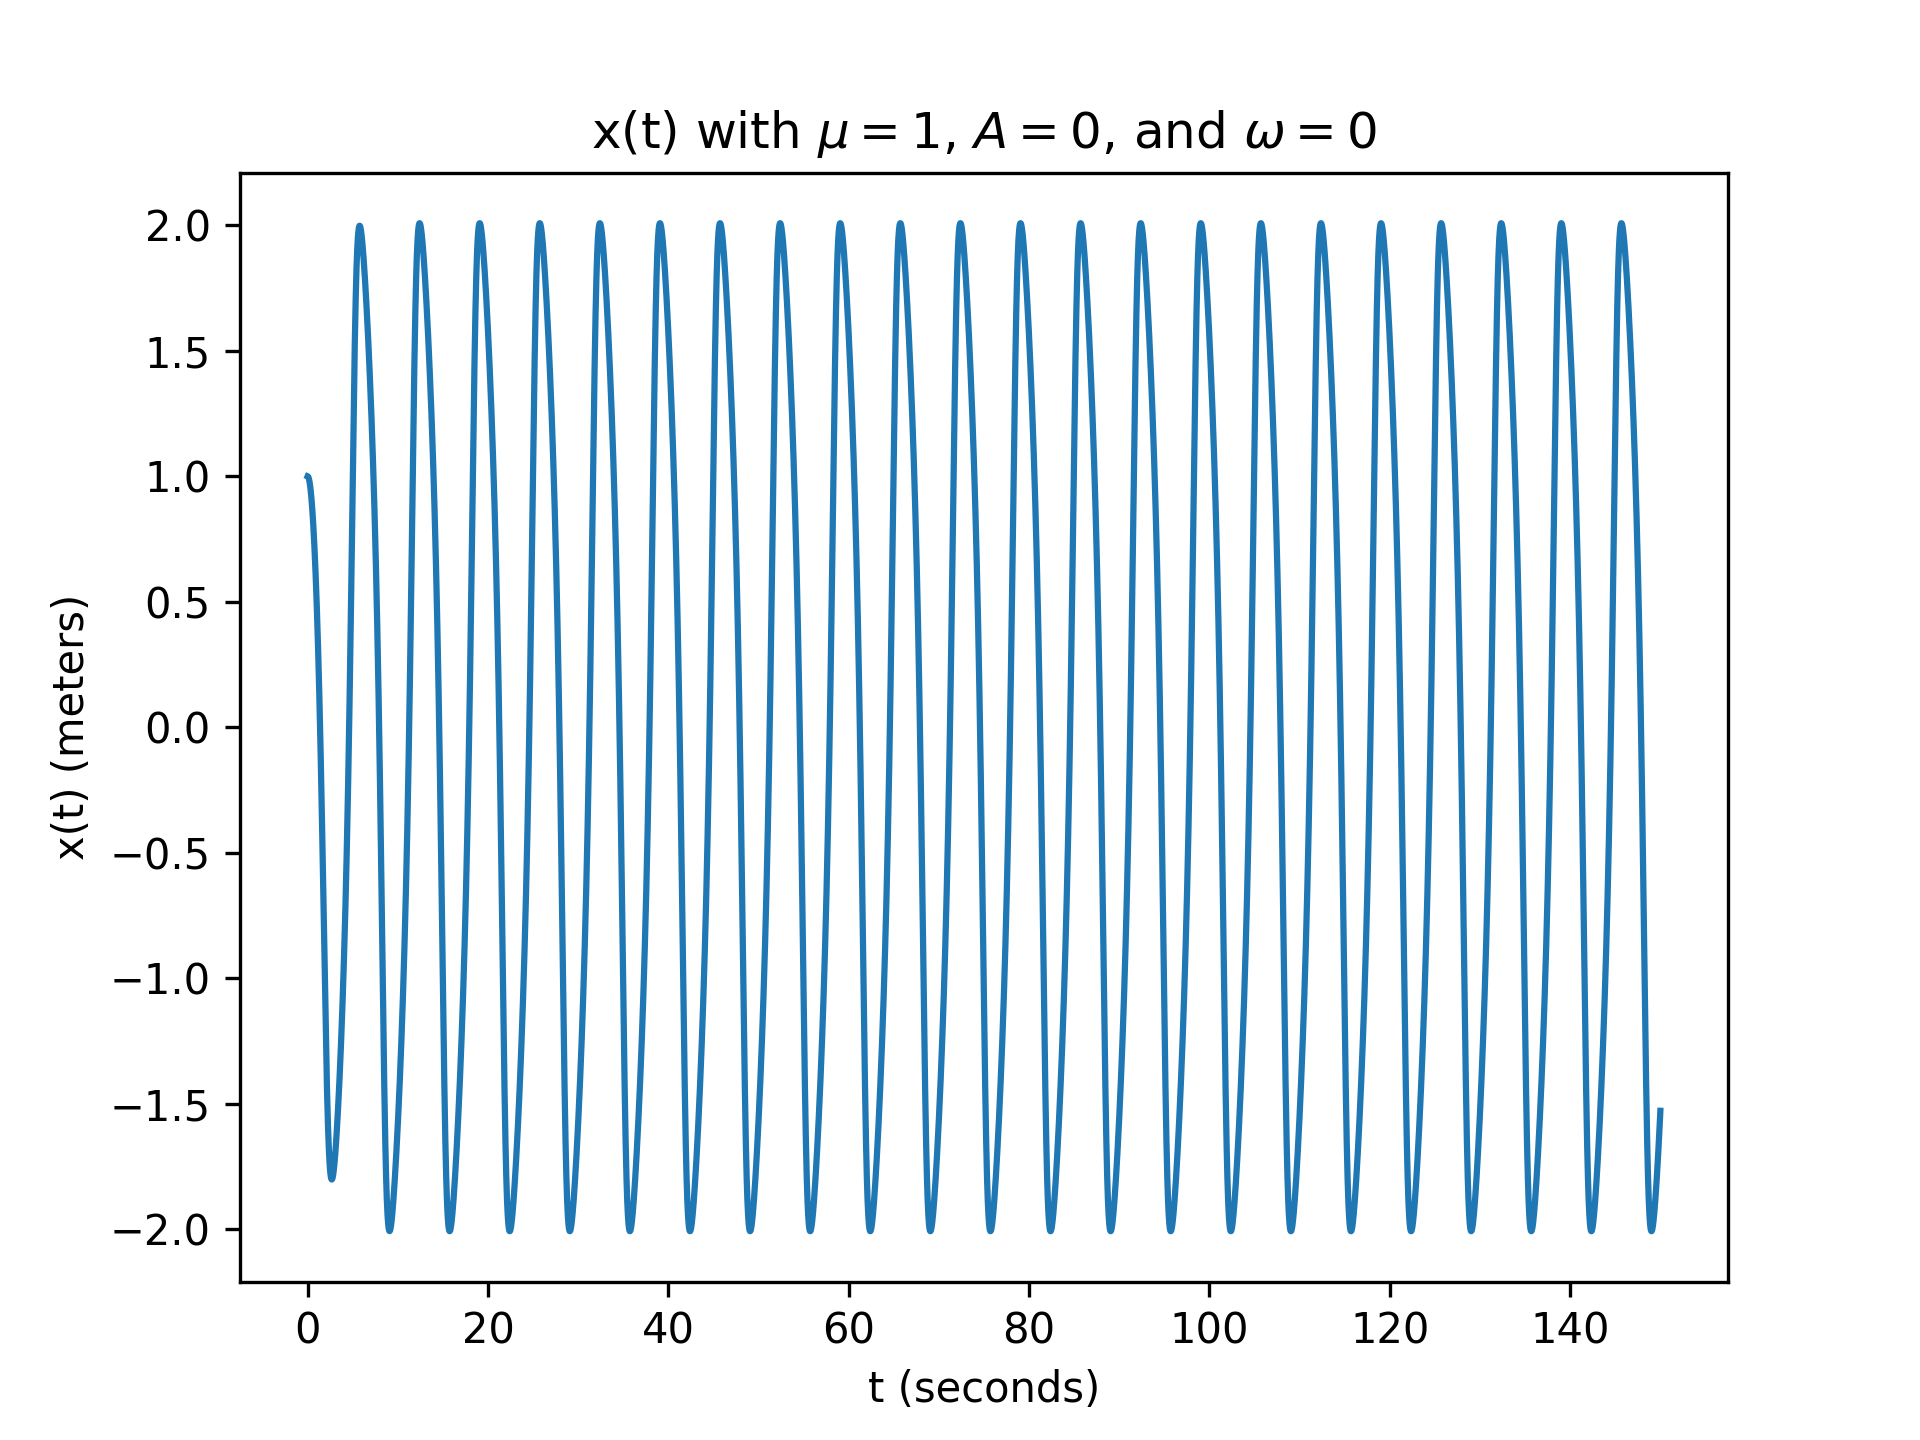 x(t) with μ = 1, A = 0, and ω = 0
x(t) (meters)
2.0
1.5
1.0
0.5
0.0
−0.5
−1.0
−1.5
−2.0
0 20 40 60 80 100 120 140
t (seconds)